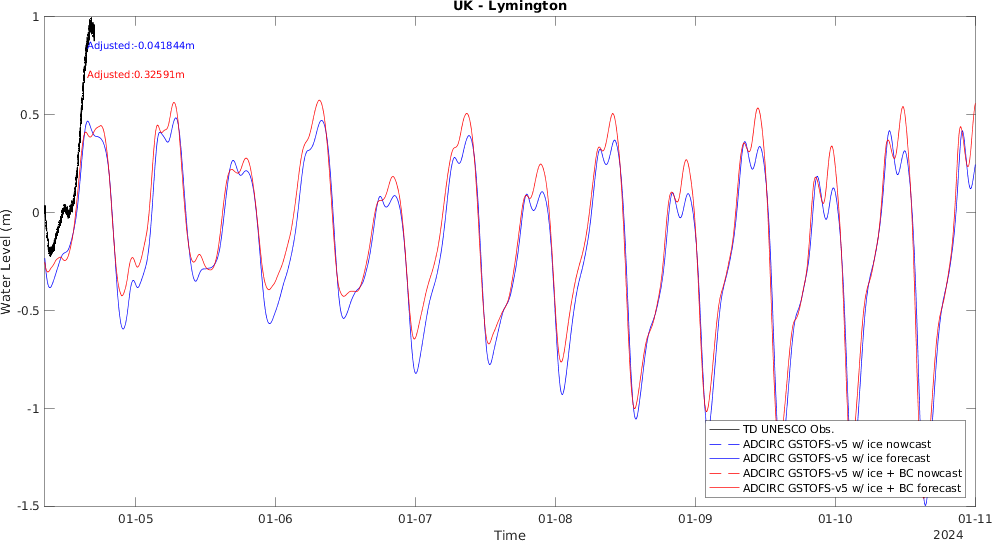 UK - Lymington
1
Adjusted:-0.041844m
Adjusted:0.32591m
0.5
0
-0.5
-1
-1.5
Water Level (m)
TD UNESCO Obs.
ADCIRC GSTOFS-v5 w/ ice nowcast
ADCIRC GSTOFS-v5 w/ ice forecast
ADCIRC GSTOFS-v5 w/ ice + BC nowcast
ADCIRC GSTOFS-v5 w/ ice + BC forecast
01-05 01-06 01-07 01-08 01-09 01-10 01-11
Time
2024